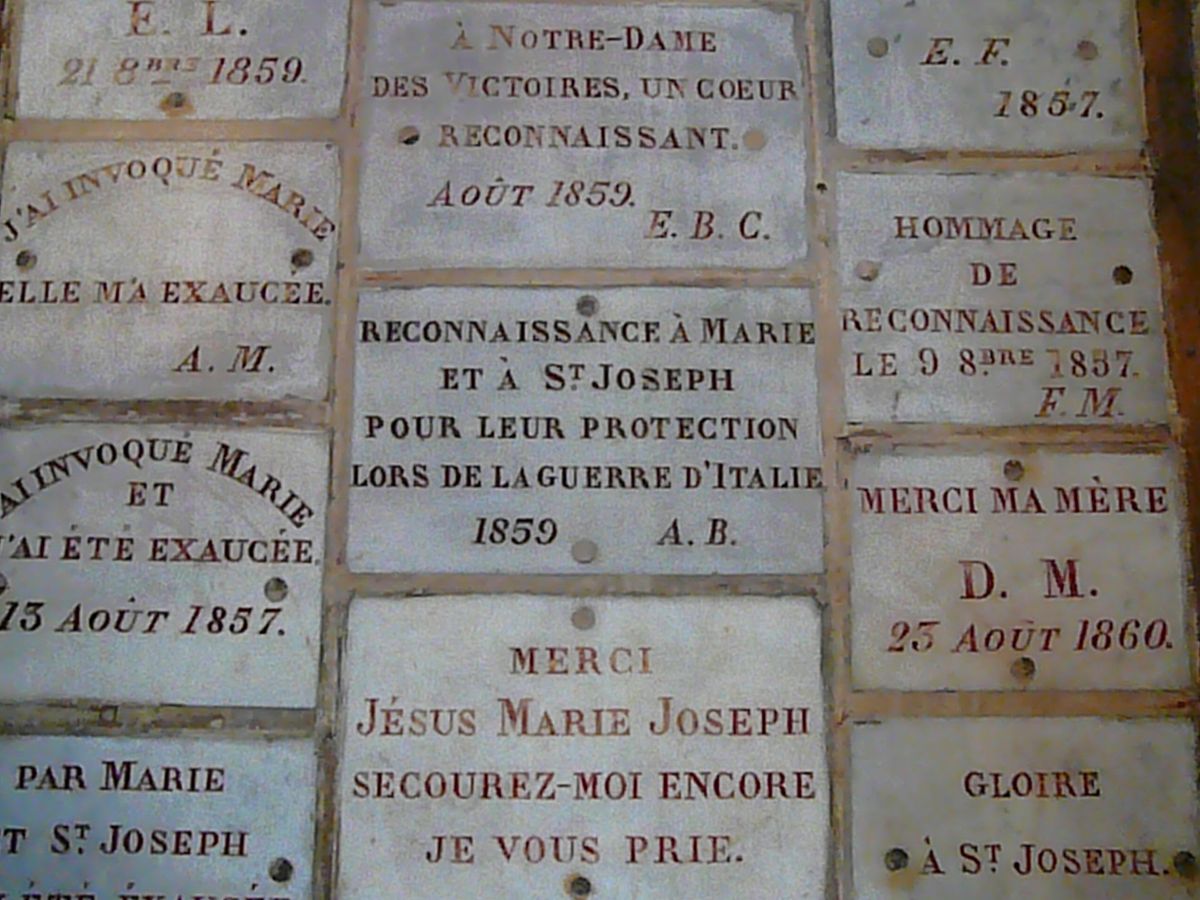 E. L.
21 8BRE 1859.
J'AI INVOQUÉ MARIE
ELLE M'A EXAUCÉE.
A. M.
AI INVOQUÉ MARIE
ET
J'AI ÉTÉ EXAUCÉE.
13 AOÛT 1857.
PAR MARIE
T ST JOSEPH
ÉTÉ ÉXAUCÉE
À NOTRE-DAME
DES VICTOIRES, UN COEUR
RECONNAISSANT.
AOÛT 1859.
E. B. C.
RECONNAISSANCE À MARIE
ET À ST JOSEPH
POUR LEUR PROTECTION
LORS DE LA GUERRE D'ITALIE
1859 A. B.
MERCI
JÉSUS MARIE JOSEPH
SECOUREZ-MOI ENCORE
JE VOUS PRIE.
E. F.
1857.
HOMMAGE
DE
RECONNAISSANCE
LE 9 8BRE 1857.
F. M.
MERCI MA MÈRE
D. M.
23 AOÛT 1860.
GLOIRE
À ST JOSEPH.